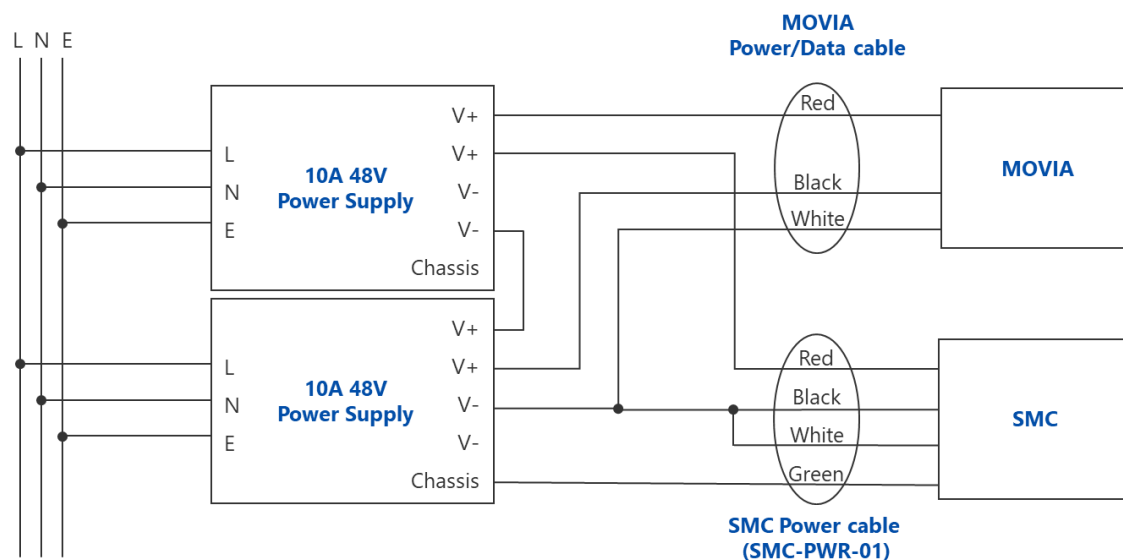 MOVIA
Power/Data cable
L N E
V+
Red
V+
L
10A 48V
Power Supply
MOVIA
N
V-
Black
E
V-
White
Chassis
V+
L
V+
Red
10A 48V
Power Supply
N
V-
Black
SMC
E
V-
White
Chassis
Green
SMC Power cable
(SMC-PWR-01)